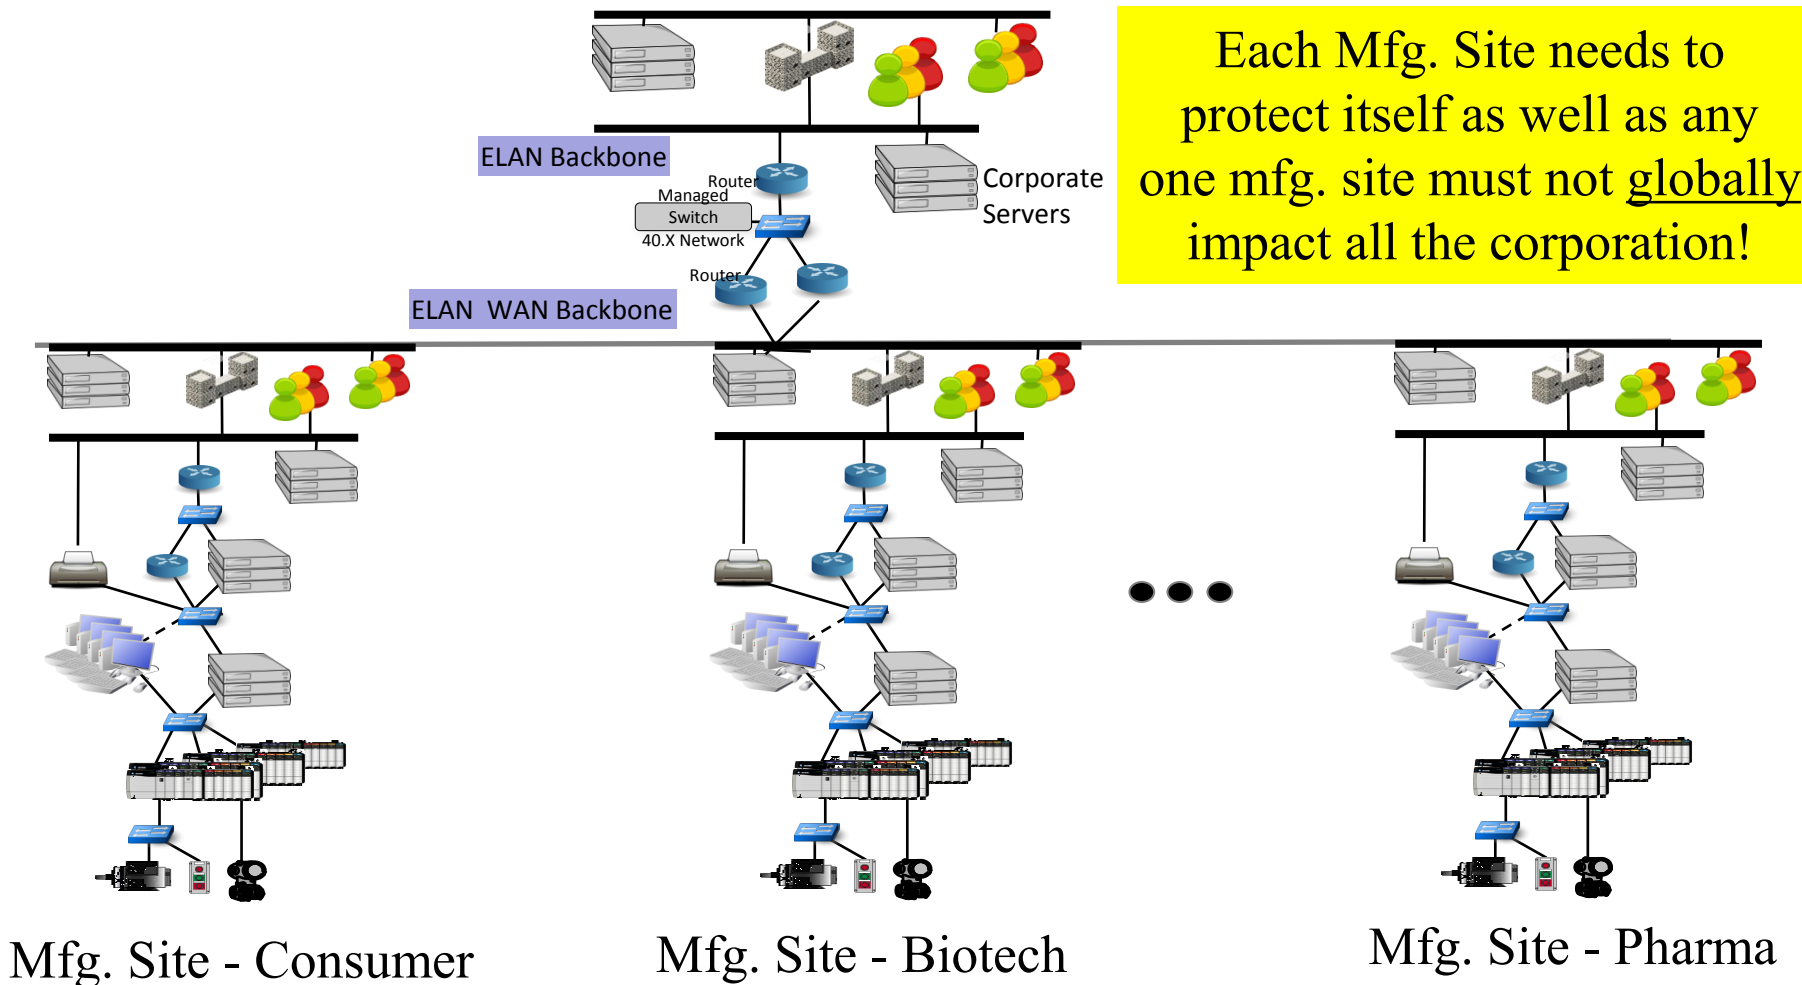 Each Mfg. Site needs to
protect itself as well as any
one mfg. site must not globally
impact all the corporation!
ELAN Backbone
Router
Managed
Switch
40.X Network
Corporate
Servers
Router
ELAN  WAN Backbone
Mfg. Site - Consumer
Mfg. Site - Biotech
Mfg. Site - Pharma